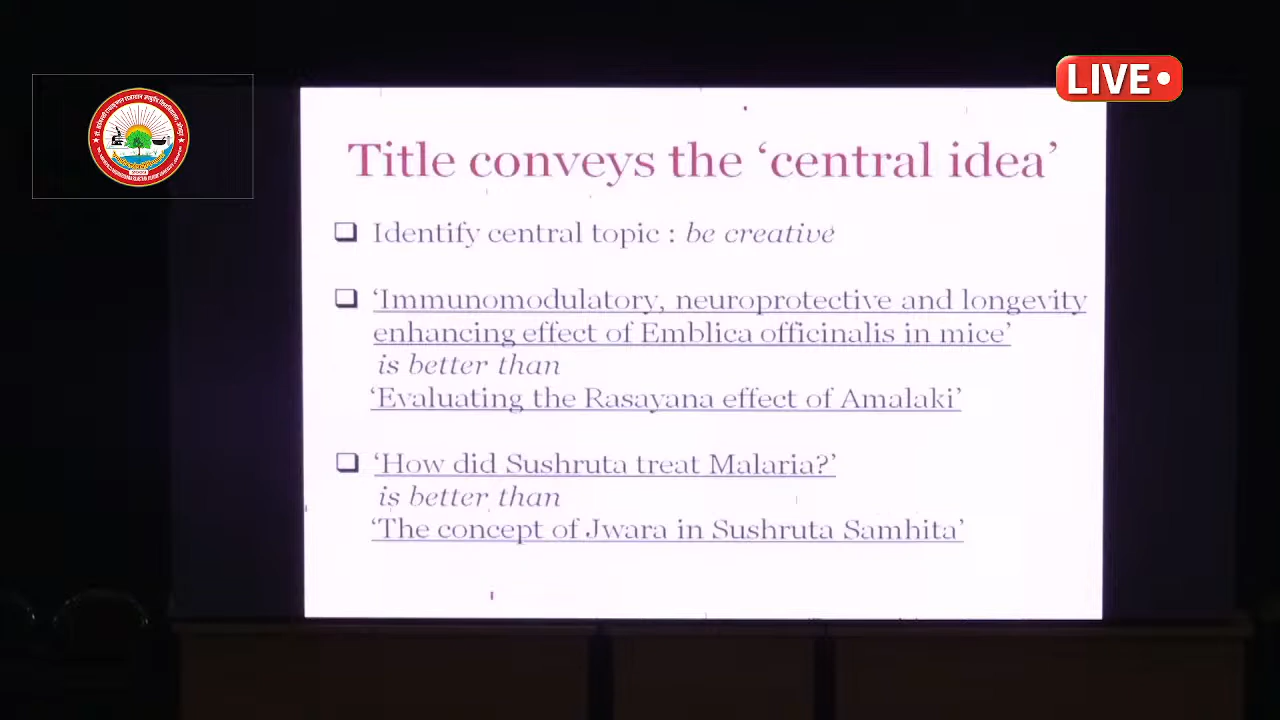 LIVE
Title conveys the ‘central idea’
Identify central topic : be creative
‘Immunomodulatory, neuroprotective and longevity
enhancing effect of Emblica officinalis in mice’
is better than
‘Evaluating the Rasayana effect of Amalaki’
‘How did Sushruta treat Malaria?’
is better than
‘The concept of Jwara in Sushruta Samhita’